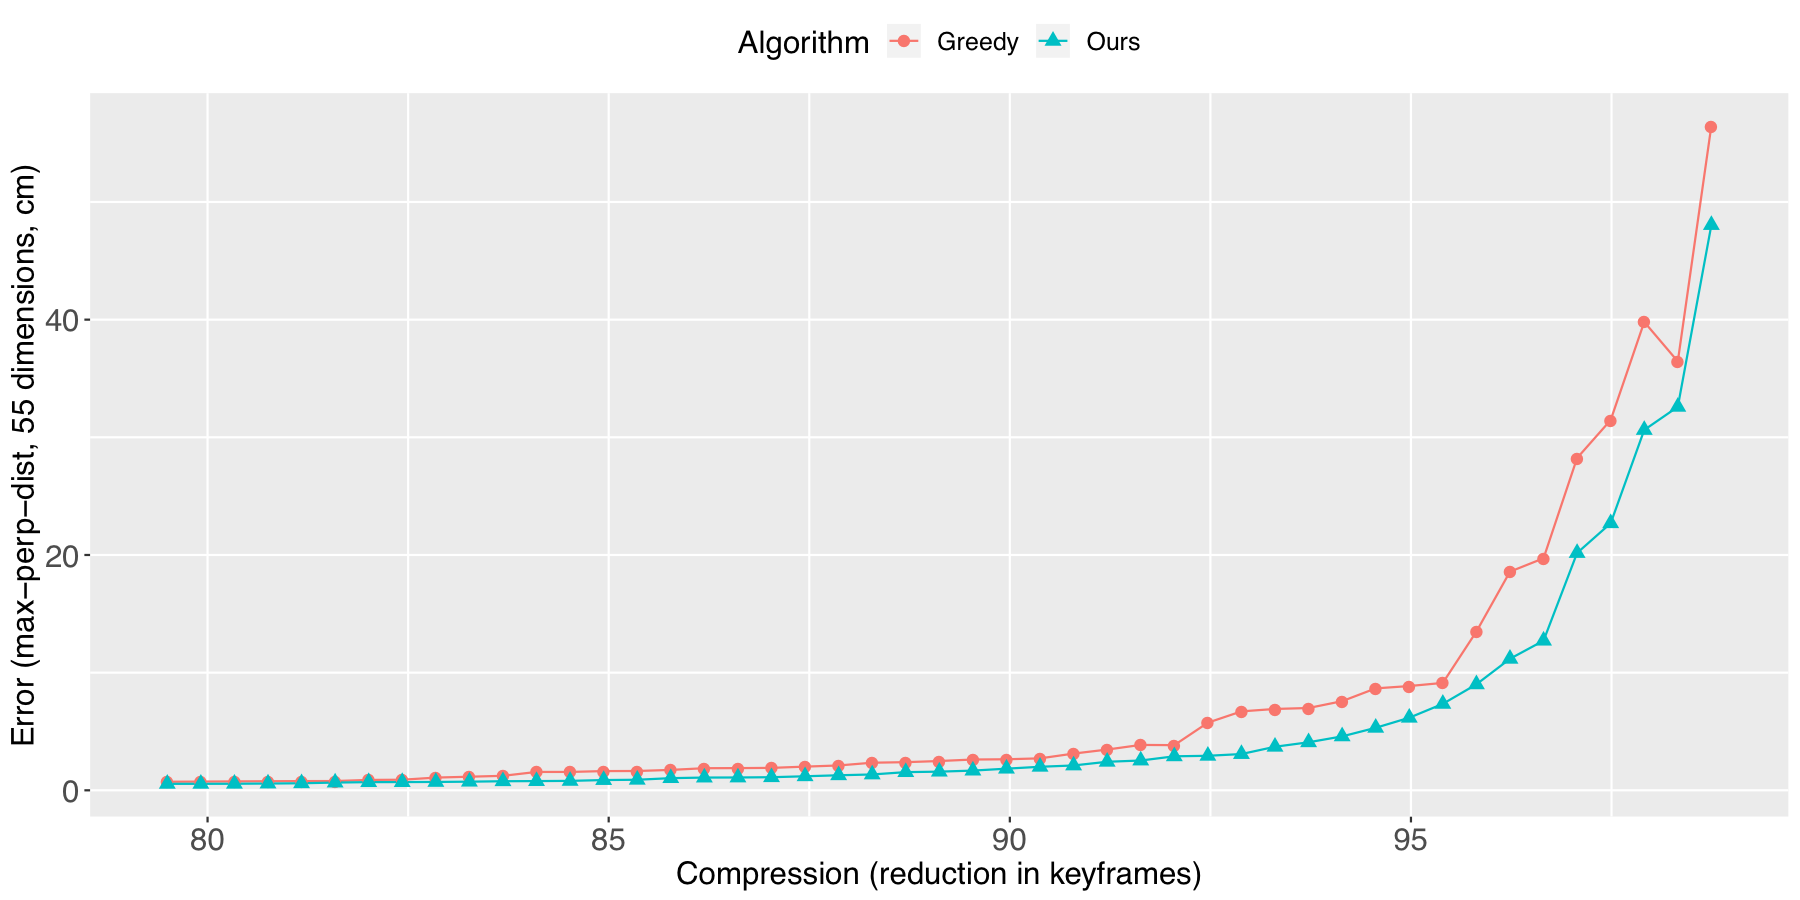 Algorithm Greedy Ours
Error (max−perp−dist, 55 dimensions, cm)
40
20
0
80 85 90 95
Compression (reduction in keyframes)